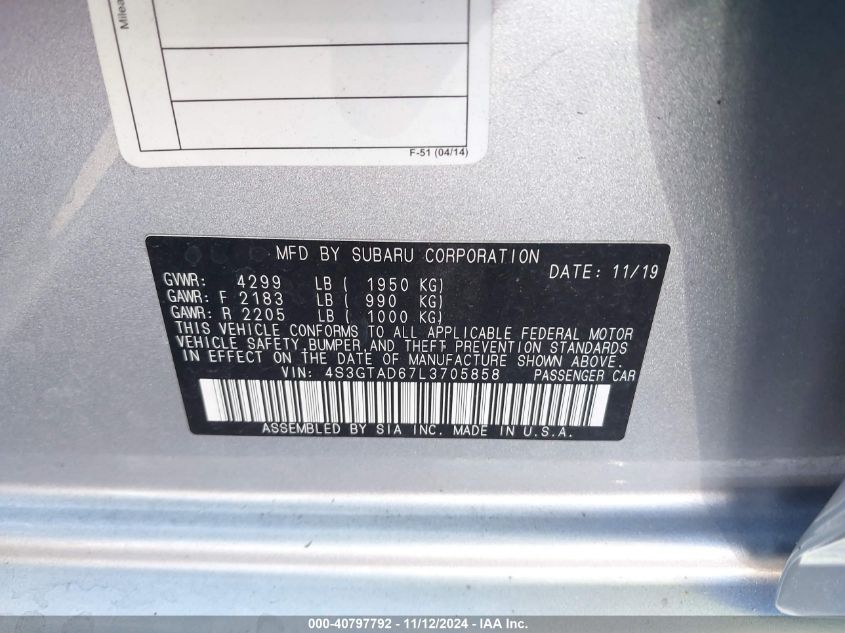 Milea
F-51 (04/14)
MFD BY SUBARU CORPORATION
DATE: 11/19
GVWR: 4299 LB ( 1950 KG)
GAWR: F 2183 LB ( 990 KG)
GAWR: R 2205 LB ( 1000 KG)
THIS VEHICLE CONFORMS TO ALL APPLICABLE FEDERAL MOTOR
VEHICLE SAFETY,BUMPER,AND THEFT PREVENTION STANDARDS
IN EFFECT ON THE DATE OF MANUFACTURE SHOWN ABOVE.
VIN: 4S3GTAD67L3705858 PASSENGER CAR
ASSEMBLED BY SIA INC. MADE IN U.S.A.
000-40797792 - 11/12/2024 - IAA Inc.